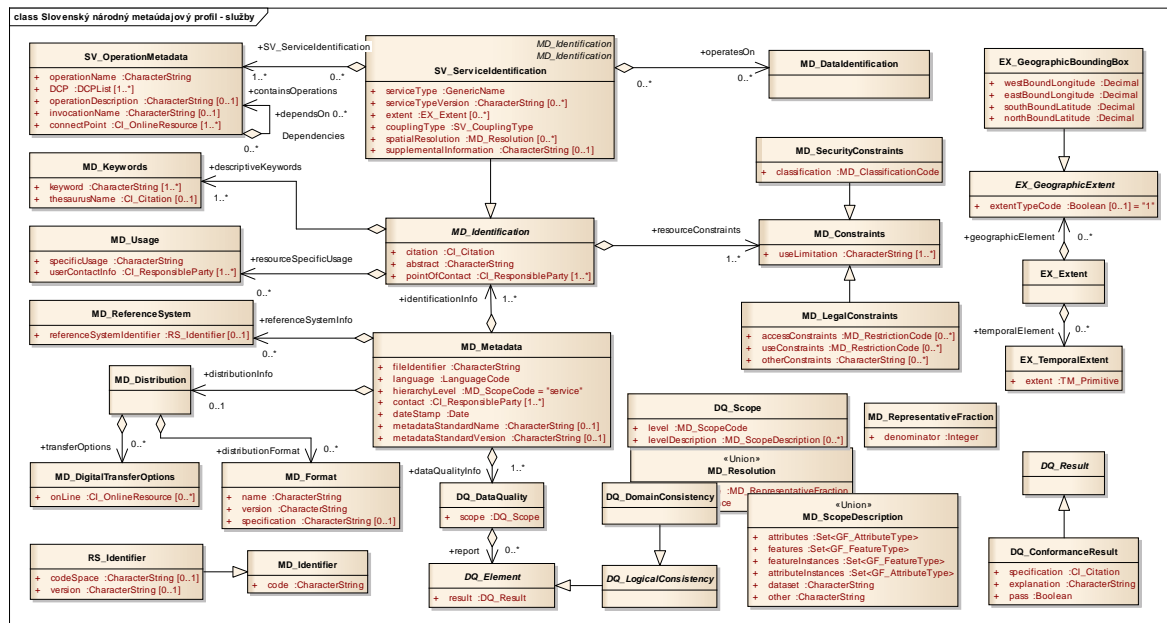 class Slovenský národný metaúdajový profil - služby
SV_OperationMetadata
+ operationName :CharacterString
+ DCP :DCPList [1..*]
+ operationDescription :CharacterString [0..1]
+ invocationName :CharacterString [0..1]
+ connectPoint :CI_OnlineResource [1..*]
+SV_ServiceIdentification
1..*
0..*
+containsOperations
+dependsOn 0..*
0..*
Dependencies
MD_Identification
MD_Identification
SV_ServiceIdentification
+ serviceType :GenericName
+ serviceTypeVersion :CharacterString [0..*]
+ extent :EX_Extent [0..*]
+ couplingType :SV_CouplingType
+ spatialResolution :MD_Resolution [0..*]
+ supplementalInformation :CharacterString [0..1]
+operatesOn
0..*
0..*
MD_DataIdentification
EX_GeographicBoundingBox
+ westBoundLongitude :Decimal
+ eastBoundLongitude :Decimal
+ southBoundLatitude :Decimal
+ northBoundLatitude :Decimal
MD_Keywords
+ keyword :CharacterString [1..*]
+ thesaurusName :CI_Citation [0..1]
+descriptiveKeywords
1..*
MD_SecurityConstraints
+ classification :MD_ClassificationCode
EX_GeographicExtent
+ extentTypeCode :Boolean [0..1] = "1"
MD_Usage
+ specificUsage :CharacterString
+ userContactInfo :CI_ResponsibleParty [1..*]
+resourceSpecificUsage
0..*
MD_Identification
+ citation :CI_Citation
+ abstract :CharacterString
+ pointOfContact :CI_ResponsibleParty [1..*]
+resourceConstraints
1..*
MD_Constraints
+ useLimitation :CharacterString [1..*]
+geographicElement
0..*
EX_Extent
+identificationInfo
1..*
MD_ReferenceSystem
+ referenceSystemIdentifier :RS_Identifier [0..1]
+referenceSystemInfo
0..*
MD_LegalConstraints
+ accessConstraints :MD_RestrictionCode [0..*]
+ useConstraints :MD_RestrictionCode [0..*]
+ otherConstraints :CharacterString [0..*]
+temporalElement
0..*
EX_TemporalExtent
+ extent :TM_Primitive
MD_Metadata
+ fileIdentifier :CharacterString
+ language :LanguageCode
+ hierarchyLevel :MD_ScopeCode = "service"
+ contact :CI_ResponsibleParty [1..*]
+ dateStamp :Date
+ metadataStandardName :CharacterString [0..1]
+ metadataStandardVersion :CharacterString [0..1]
MD_Distribution
+distributionInfo
0..1
DQ_Scope
+ level :MD_ScopeCode
+ levelDescription :MD_ScopeDescription [0..*]
MD_RepresentativeFraction
+ denominator :Integer
+transferOptions
0..*
+distributionFormat
0..*
MD_DigitalTransferOptions
+ onLine :CI_OnlineResource [0..*]
MD_Format
+ name :CharacterString
+ version :CharacterString
+ specification :CharacterString [0..1]
+dataQualityInfo
1..*
«Union»
MD_Resolution
:MD_RepresentativeFraction
DQ_Result
DQ_DataQuality
+ scope :DQ_Scope
DQ_DomainConsistency
«Union»
MD_ScopeDescription
+ attributes :Set<GF_AttributeType>
+ features :Set<GF_FeatureType>
+ featureInstances :Set<GF_FeatureType>
+ attributeInstances :Set<GF_AttributeType>
+ dataset :CharacterString
+ other :CharacterString
DQ_ConformanceResult
+ specification :CI_Citation
+ explanation :CharacterString
+ pass :Boolean
+report
0..*
RS_Identifier
+ codeSpace :CharacterString [0..1]
+ version :CharacterString [0..1]
MD_Identifier
+ code :CharacterString
DQ_Element
+ result :DQ_Result
DQ_LogicalConsistency